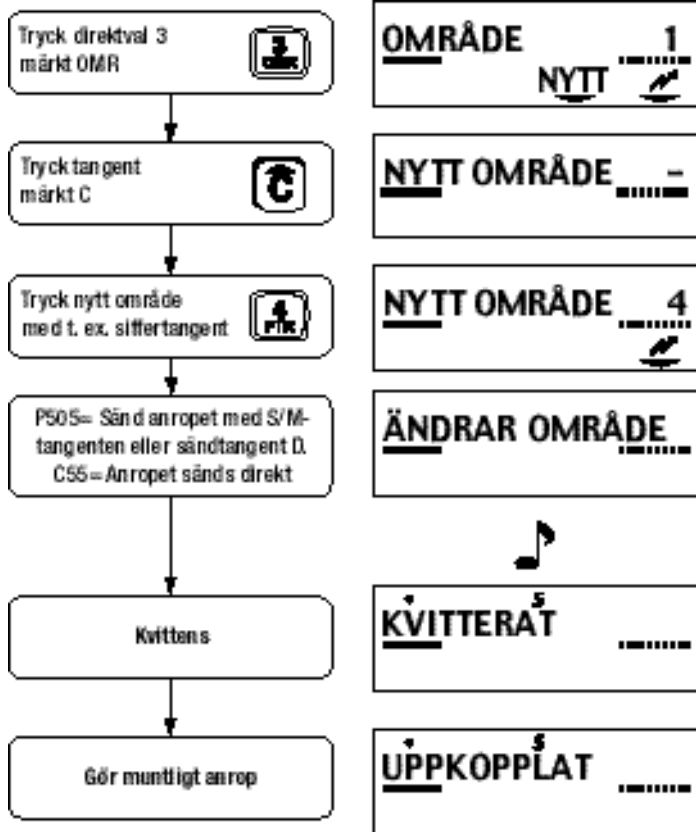 Tryck direktval 3
märkt OMR
3
OMRÅDE 1
NYTT
Tryck tangent
märkt C
C
NYTT OMRÅDE –
Tryck nytt område
med t. ex. siffertangent
4
NYTT OMRÅDE 4
P505= Sänd anropet med S/M-
tangenten eller sändtangent D.
C55=Anropet sänds direkt
ÄNDRAR OMRÅDE
Kvittens
S
KVITTERAT
Gör muntligt anrop
S
UPPKOPPLAT